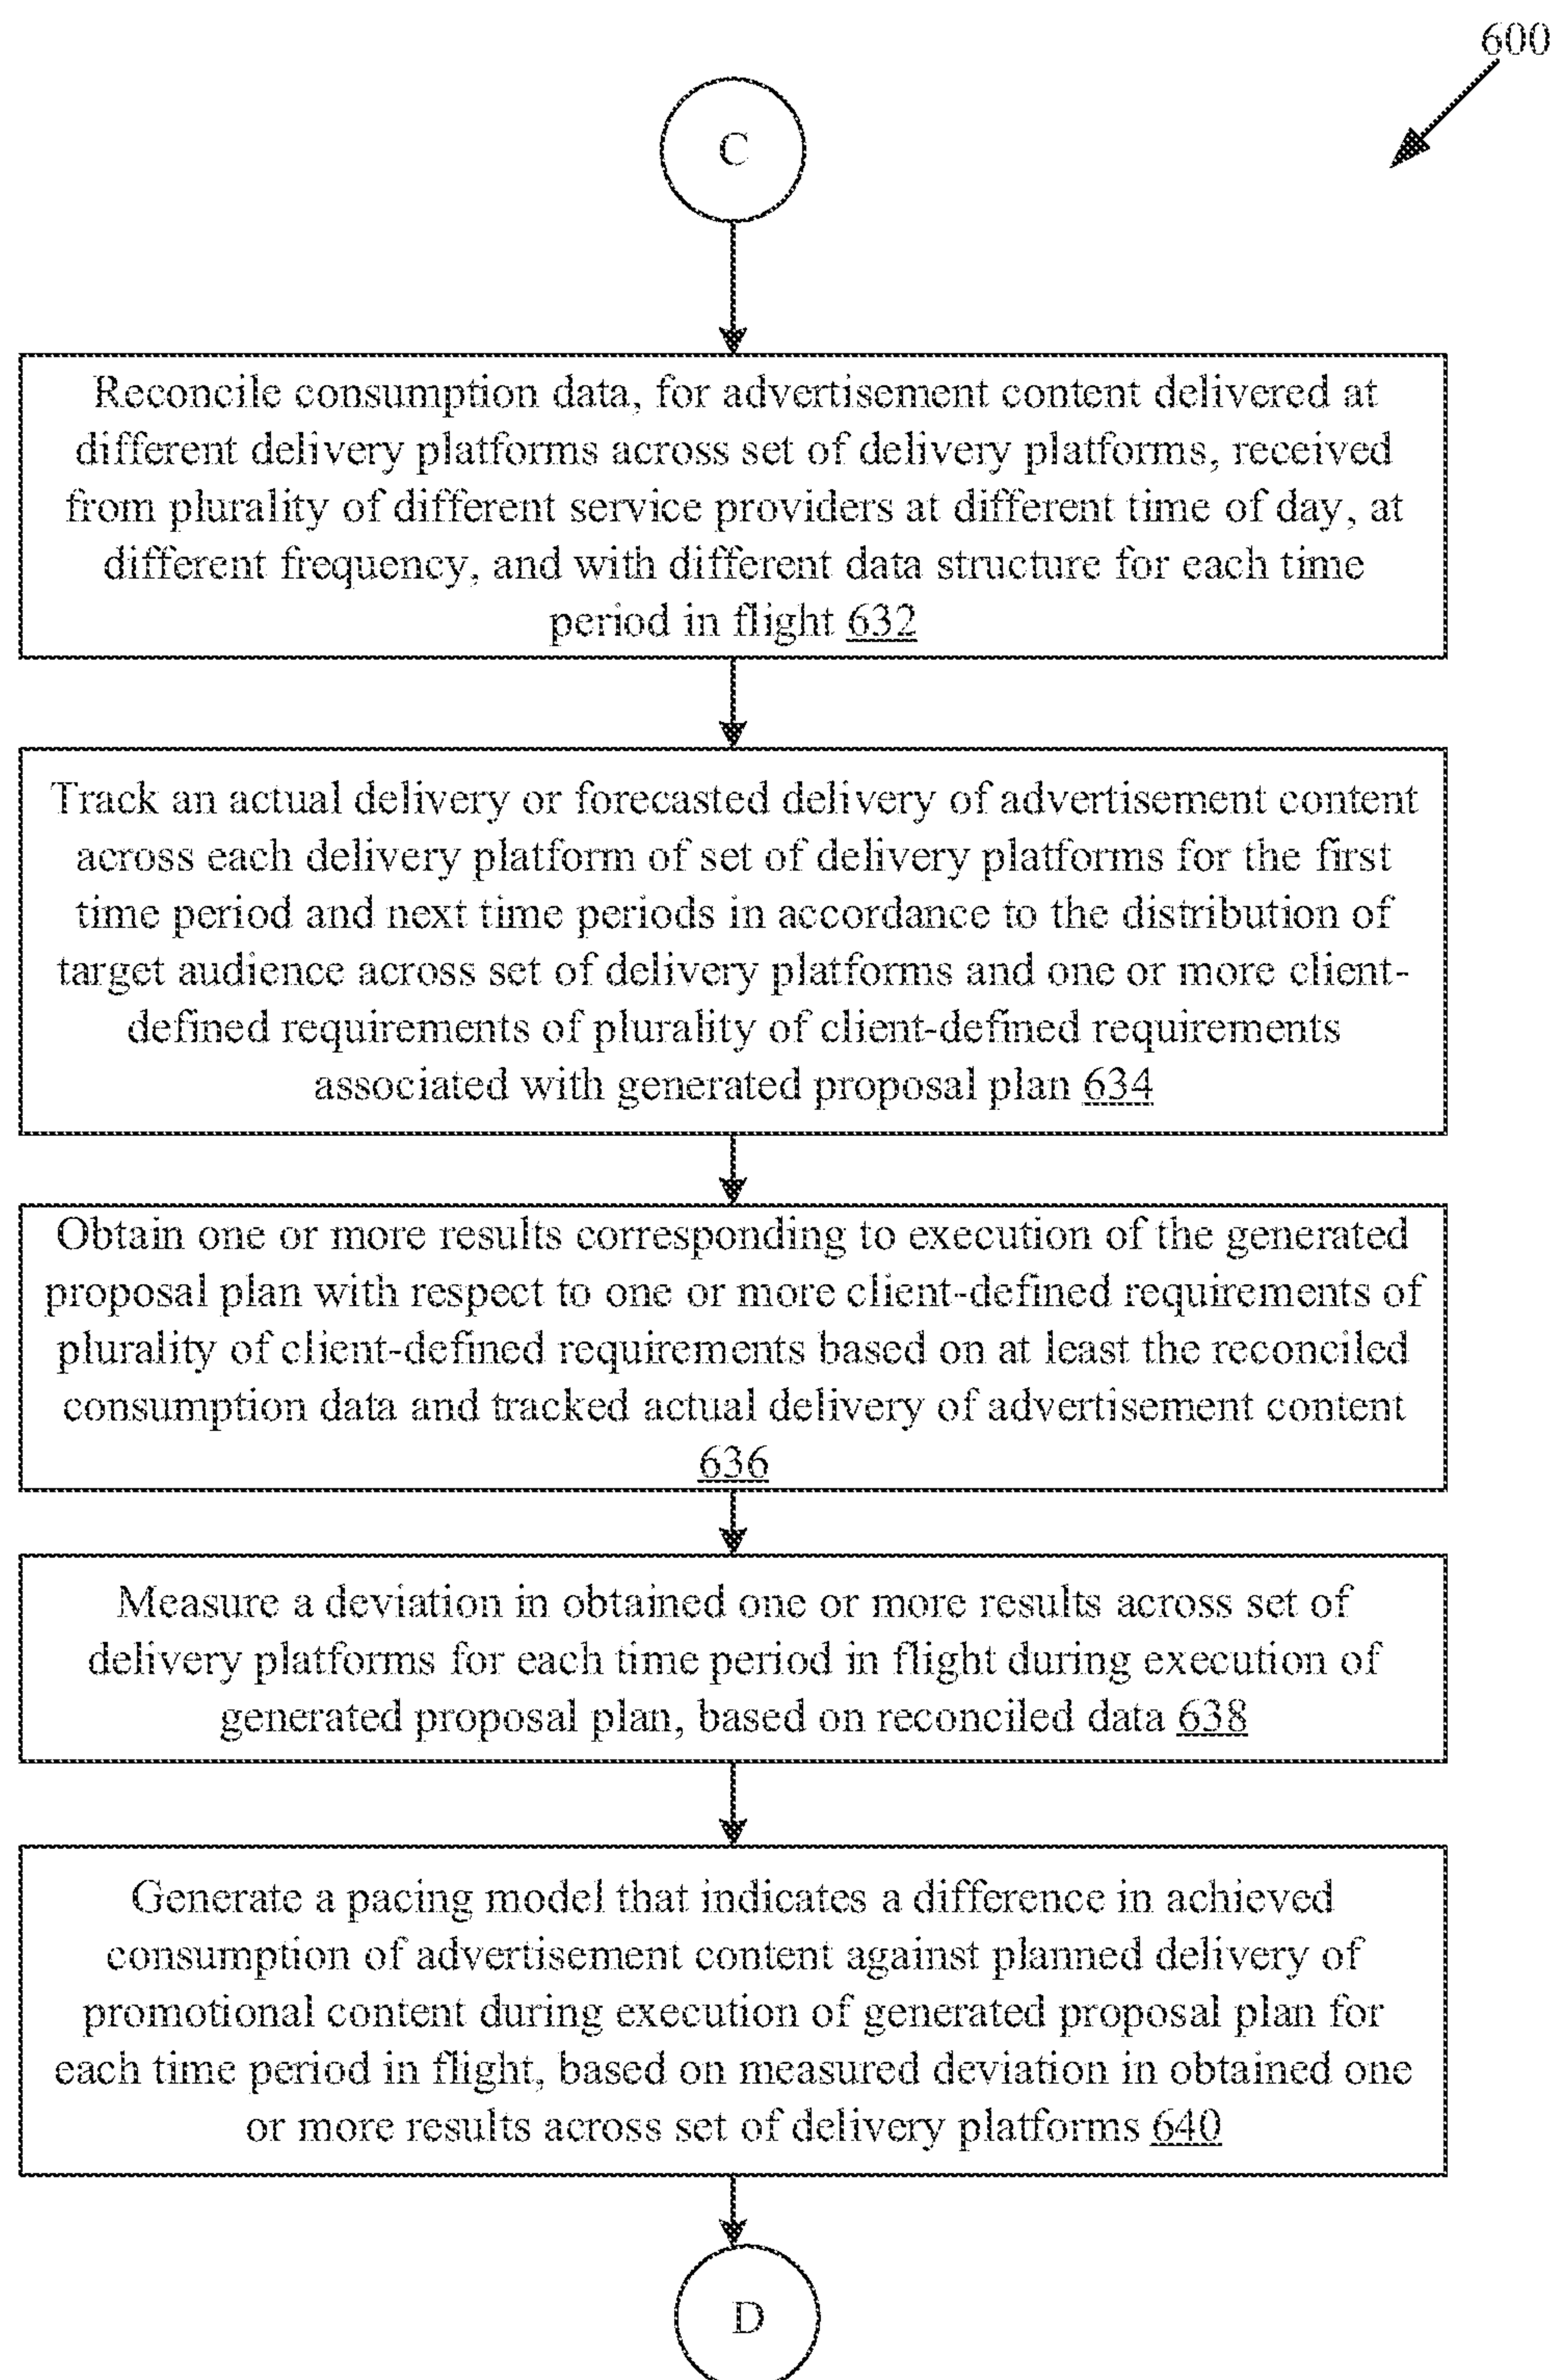 600
C
Reconcile consumption data, for advertisement content delivered at
different delivery platforms across set of delivery platforms, received
from plurality of different service providers at different time of day, at
different frequency, and with different data structure for each time
period in flight 632
Track an actual delivery or forecasted delivery of advertisement content
across each delivery platform of set of delivery platforms for the first
time period and next time periods in accordance to the distribution of
target audience across set of delivery platforms and one or more client-
defined requirements of plurality of client-defined requirements
associated with generated proposal plan 634
Obtain one or more results corresponding to execution of the generated
proposal plan with respect to one or more client-defined requirements of
plurality of client-defined requirements based on at least the reconciled
consumption data and tracked actual delivery of advertisement content
636
Measure a deviation in obtained one or more results across set of
delivery platforms for each time period in flight during execution of
generated proposal plan, based on reconciled data 638
Generate a pacing model that indicates a difference in achieved
consumption of advertisement content against planned delivery of
promotional content during execution of generated proposal plan for
each time period in flight, based on measured deviation in obtained one
or more results across set of delivery platforms 640
D